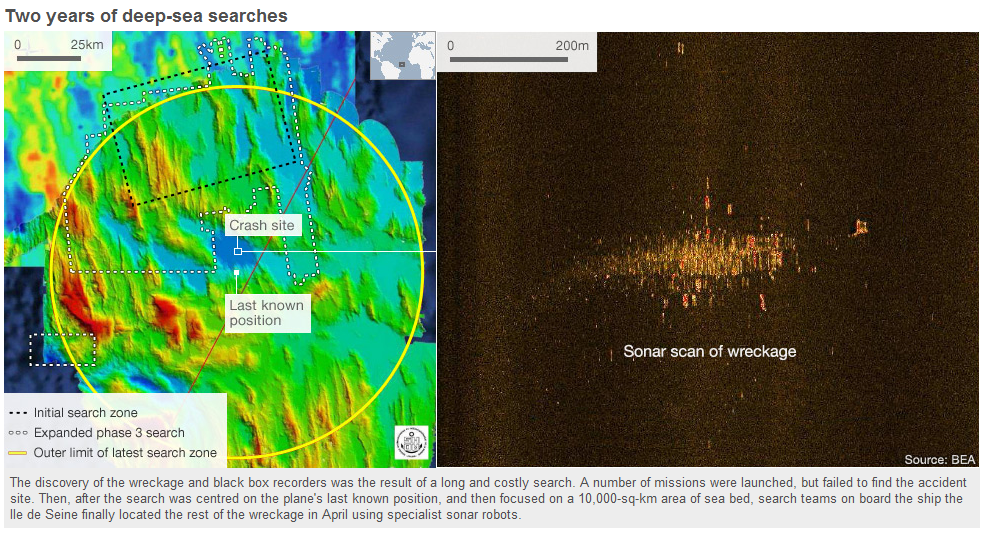 Two years of deep-sea searches
0 25km
0 200m
Crash site
Last known
position
Sonar scan of wreckage
Initial search zone
Expanded phase 3 search
Outer limit of latest search zone
Source: BEA
The discovery of the wreckage and black box recorders was the result of a long and costly search. A number of missions were launched, but failed to find the accident
site. Then, after the search was centred on the plane's last known position, and then focused on a 10,000-sq-km area of sea bed, search teams on board the ship the
Ile de Seine finally located the rest of the wreckage in April using specialist sonar robots.